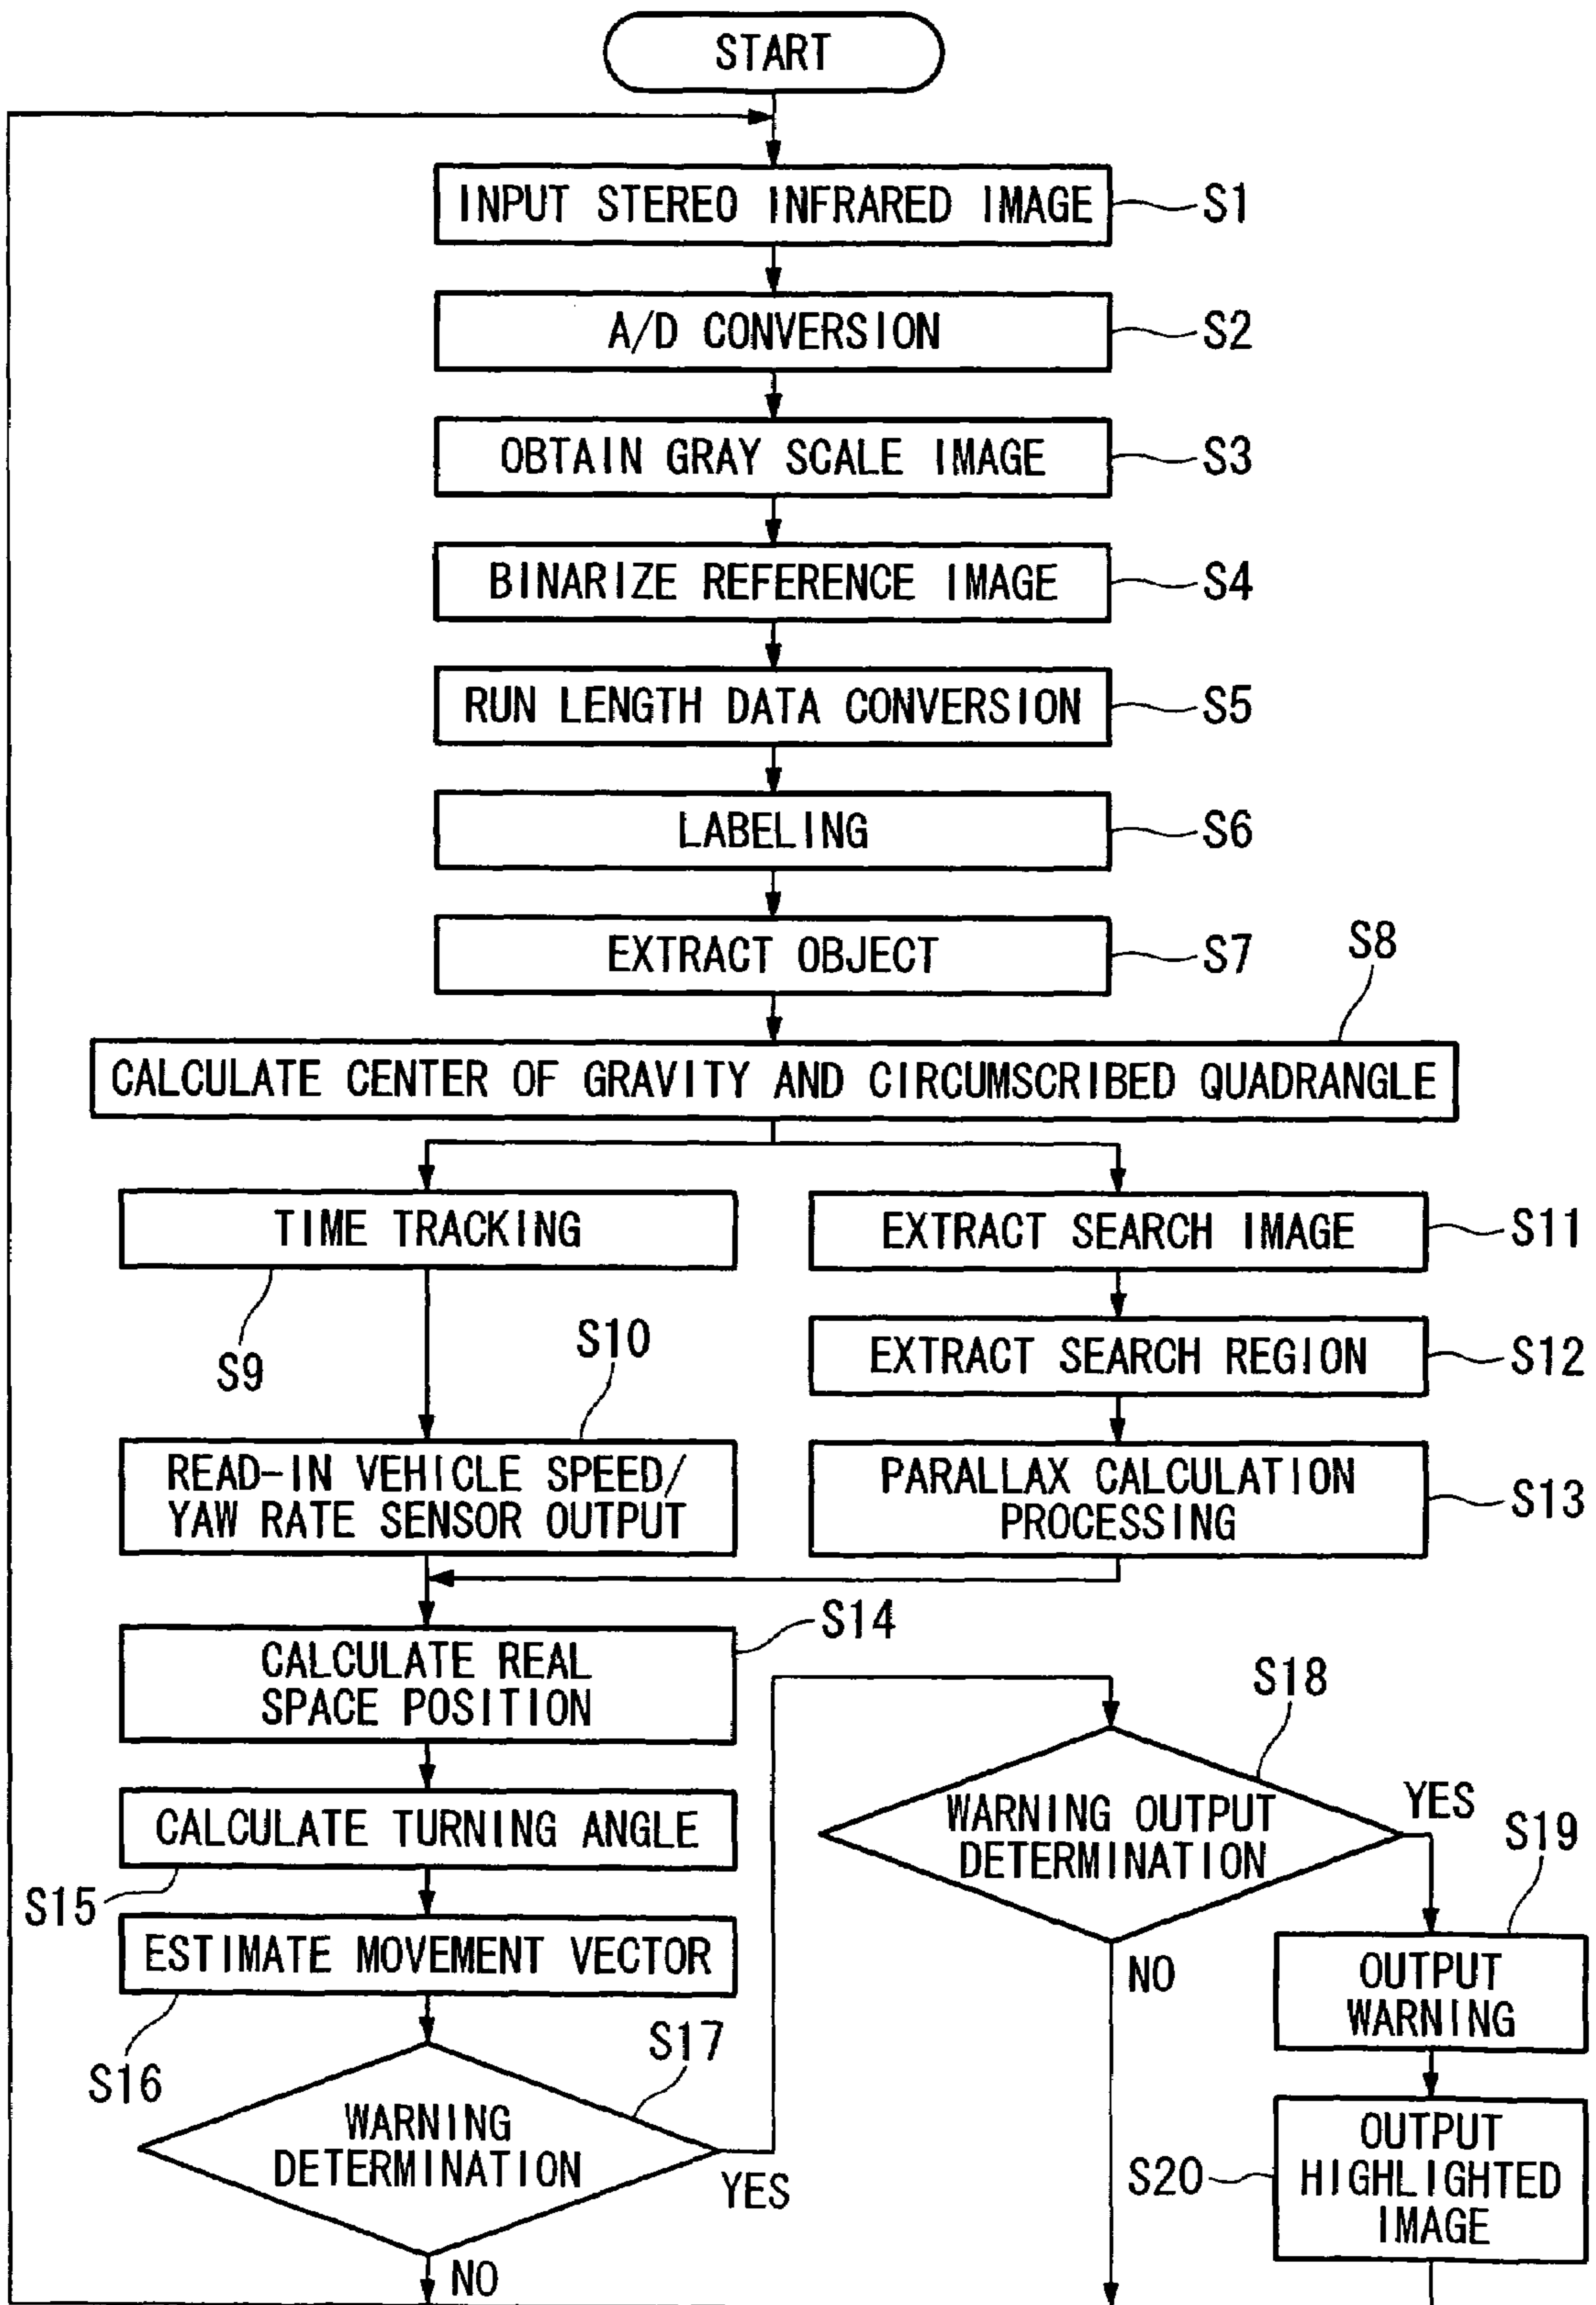 START
INPUT STEREO INFRARED IMAGE
S1
A/D CONVERSION
S2
OBTAIN GRAY SCALE IMAGE
S3
BINARIZE REFERENCE IMAGE
S4
RUN LENGTH DATA CONVERSION
S5
LABELING
S6
EXTRACT OBJECT
S7
S8
CALCULATE CENTER OF GRAVITY AND CIRCUMSCRIBED QUADRANGLE
TIME TRACKING
S9
S10
READ-IN VEHICLE SPEED/
YAW RATE SENSOR OUTPUT
EXTRACT SEARCH IMAGE
S11
EXTRACT SEARCH REGION
S12
PARALLAX CALCULATION
PROCESSING
S13
S14
CALCULATE REAL
SPACE POSITION
CALCULATE TURNING ANGLE
S15
ESTIMATE MOVEMENT VECTOR
S16
S17
WARNING
DETERMINATION
YES
NO
S18
WARNING OUTPUT
DETERMINATION
YES
NO
S19
OUTPUT
WARNING
S20
OUTPUT
HIGHLIGHTED
IMAGE